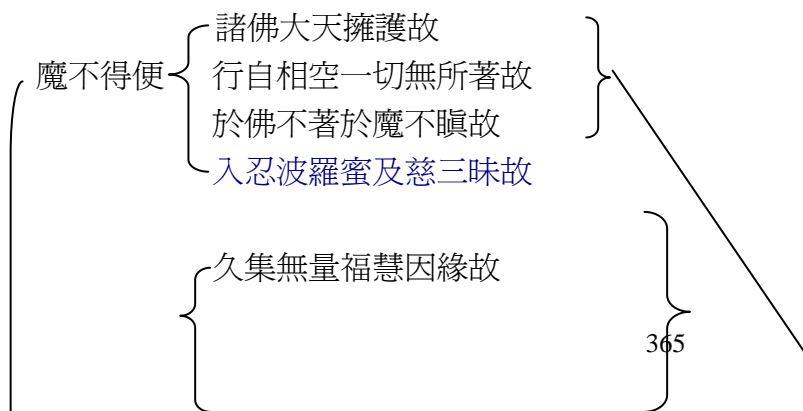 諸佛大天擁護故
魔不得便
行自相空一切無所著故
於佛不著於魔不瞋故
入忍波羅蜜及慈三昧故
久集無量福慧因緣故
365